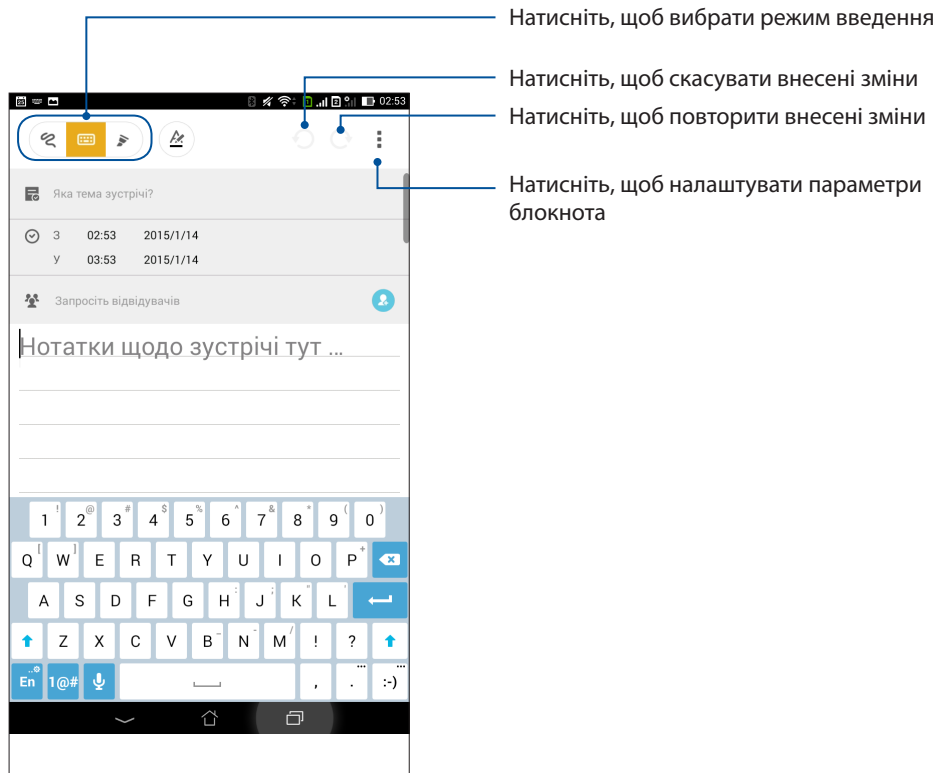 Натисніть, щоб вибрати режим введення
Натисніть, щоб скасувати внесені зміни
Натисніть, щоб повторити внесені зміни
Натисніть, щоб налаштувати параметри
блокнота
02:53
Яка тема зустрічі?
З 02:53 2015/1/14
У 03:53 2015/1/14
Запросіть відвідувачів
Нотатки щодо зустрічі тут ...
1 ! 2 @ 3 # 4 $ 5 % 6 ^ 7 & 8 * 9 ( 0 )
Q [ W ] E R T Y U I O P +
A S D F G H : J ; K " L '
Z X C V B _ N - M / ! ?
En 1@# , . :-)